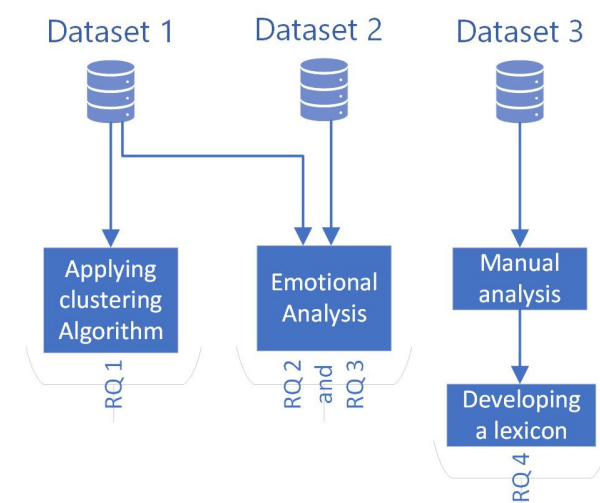 Dataset 1
Dataset 2
Dataset 3
Applying
clustering
Algorithm
Emotional
Analysis
Manual
analysis
RQ 1
RQ 2
and
RQ 3
Developing
a lexicon
RQ 4